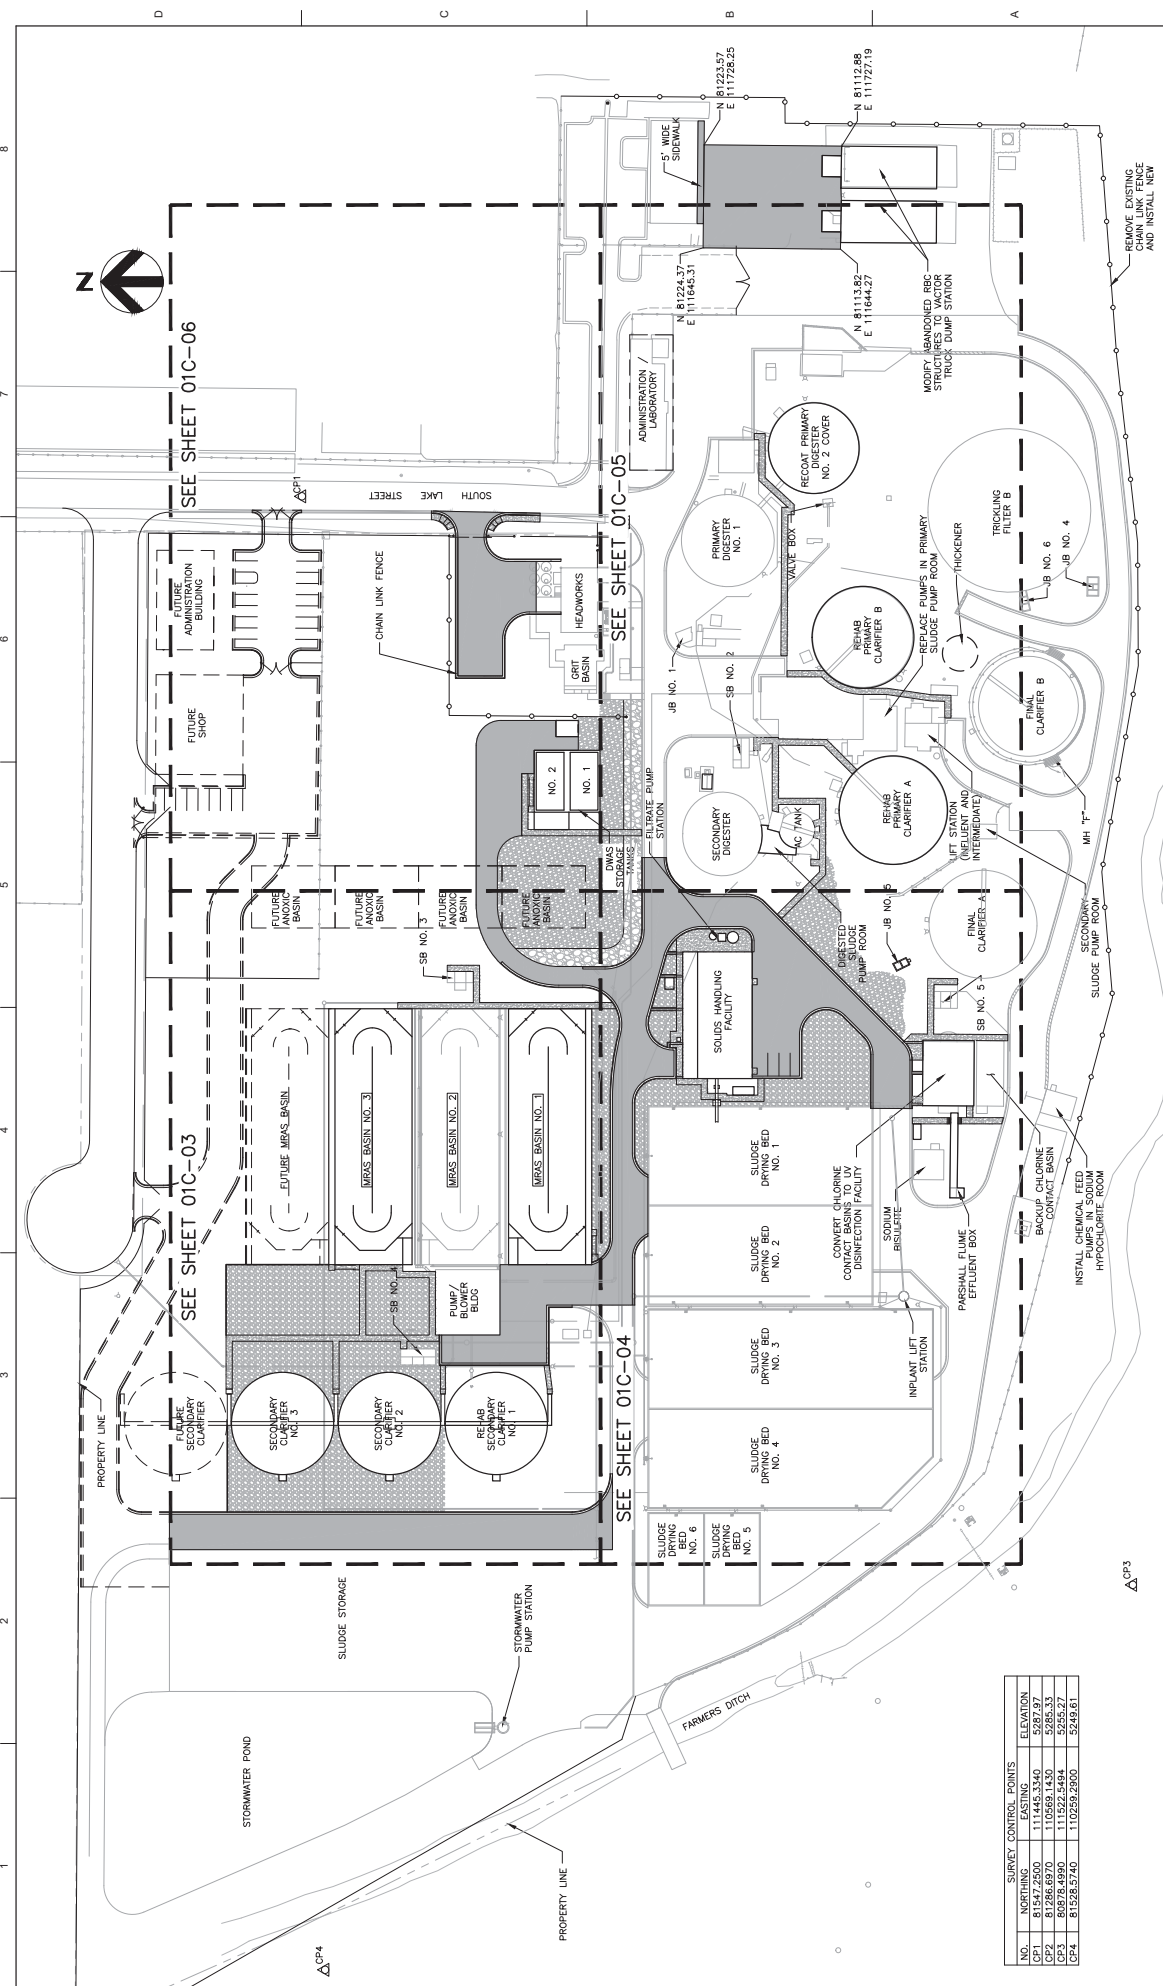 D
C
B
A
8
7
6
5
4
3
2
1
Z
SEE SHEET 01C-06
SEE SHEET 01C-05
SEE SHEET 01C-03
SEE SHEET 01C-04
5' WIDE
SIDEWALK
N 81223.57
E 111728.25
N 81112.88
E 111727.19
N 81224.37
E 111645.31
N 81113.82
E 111644.27
REMOVE EXISTING
CHAIN LINK FENCE
AND INSTALL NEW
MODIFY ABANDONED RBC
STRUCTURES TO VACTOR
TRUCK DUMP STATION
ADMINISTRATION /
LABORATORY
RECOAT PRIMARY
DIGESTER
NO. 2 COVER
PRIMARY
DIGESTER
NO. 1
VALVE BOX
TRICKLING
FILTER B
JB NO. 6
JB NO. 4
THICKENER
REPLACE PUMPS IN PRIMARY
SLUDGE PUMP ROOM
REHAB
PRIMARY
CLARIFIER B
FINAL
CLARIFIER B
MH "F"
CP1
SOUTH LAKE STREET
FUTURE
ADMINISTRATION
BUILDING
CHAIN LINK FENCE
HEADWORKS
GRIT
BASIN
JB NO. 1
SB NO. 2
FUTURE
SHOP
NO. 2
NO. 1
DWAS
STORAGE
TANKS
FILTRATE PUMP
STATION
SECONDARY
DIGESTER
AC TANK
REHAB
PRIMARY
CLARIFIER A
LIFT STATION
(INFLUENT AND
INTERMEDIATE)
FUTURE
ANOXIC
BASIN
FUTURE
ANOXIC
BASIN
FUTURE
ANOXIC
BASIN
FUTURE
ANOXIC
BASIN
SB NO. 3
DIGESTED
SLUDGE
PUMP ROOM
JB NO. 5
FINAL
CLARIFIER A
SECONDARY
SLUDGE PUMP ROOM
SB NO. 5
SOLIDS HANDLING
FACILITY
FUTURE MRAS BASIN
MRAS BASIN NO. 3
MRAS BASIN NO. 2
MRAS BASIN NO. 1
SLUDGE
DRYING BED
NO. 1
SLUDGE
DRYING BED
NO. 2
SLUDGE
DRYING BED
NO. 3
SLUDGE
DRYING BED
NO. 4
SLUDGE
DRYING
BED
NO. 6
SLUDGE
DRYING
BED
NO. 5
CONVERT CHLORINE
CONTACT BASINS TO UV
DISINFECTION FACILITY
SODIUM
BISULFITE
PARSHALL FLUME
EFFLUENT BOX
BACKUP CHLORINE
CONTACT BASIN
INSTALL CHEMICAL FEED
PUMPS IN SODIUM
HYPOCHLORITE ROOM
INPLANT LIFT
STATION
SB NO.
PUMP/
BLOWER
BLDG
PROPERTY LINE
FUTURE
SECONDARY
CLARIFIER
SECONDARY
CLARIFIER
NO. 3
SECONDARY
CLARIFIER
NO. 2
REHAB
SECONDARY
CLARIFIER
NO. 1
SLUDGE STORAGE
STORMWATER
PUMP STATION
STORMWATER POND
FARMERS DITCH
PROPERTY LINE
CP3
CP4
SURVEY CONTROL POINTS
NO. NORTHING EASTING ELEVATION
CP1 81547.2500 111445.3340 5287.97
CP2 81286.6970 110569.1430 5285.33
CP3 80878.4990 111522.5494 5255.27
CP4 81528.5740 110259.2900 5249.61